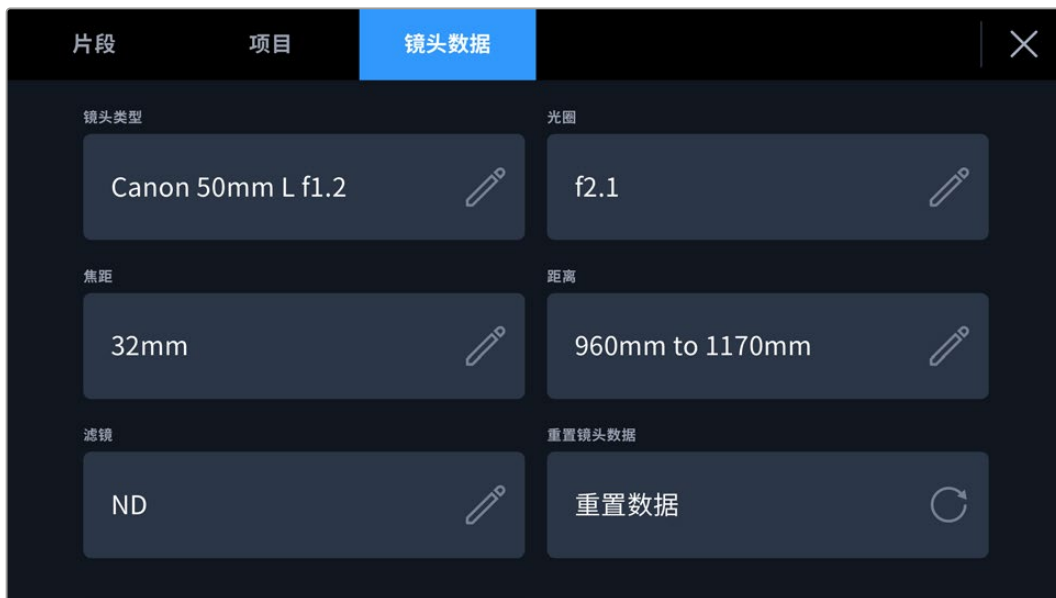 片段 项目 镜头数据
镜头类型 光圈
Canon 50mm L f1.2 f2.1
焦距 距离
32mm 960mm to 1170mm
滤镜 重置镜头数据
ND 重置数据